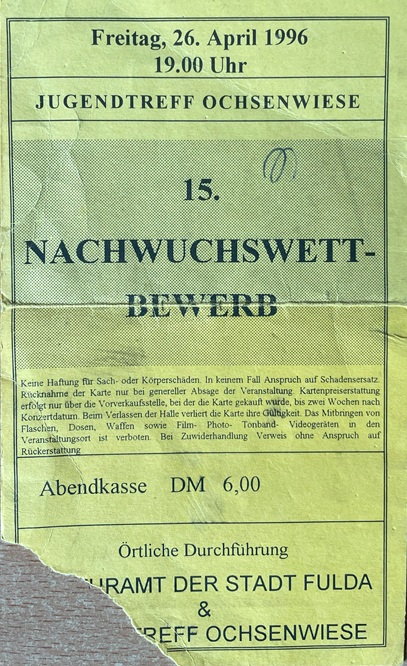 Freitag, 26. April 1996
19.00 Uhr
JUGENDTREFF OCHSENWIESE
15.
NACHWUCHSWETT-
BEWERB
Keine Haftung für Sach- oder Körperschäden. In keinem Fall Anspruch auf Schadensersatz.
Rücknahme der Karte nur bei genereller Absage der Veranstaltung. Kartenpreiserstattung
erfolgt nur über die Vorverkaufsstelle, bei der die Karte gekauft wurde, bis zwei Wochen nach
Konzertdatum. Beim Verlassen der Halle verliert die Karte ihre Gültigkeit. Das Mitbringen von
Flaschen, Dosen, Waffen sowie Film- Photo- Tonband- Videogeräten in den
Veranstaltungsort ist verboten. Bei Zuwiderhandlung Verweis ohne Anspruch auf
Rückerstattung
Abendkasse DM 6,00
Örtliche Durchführung
URAMT DER STADT FULDA
&
TREFF OCHSENWIESE